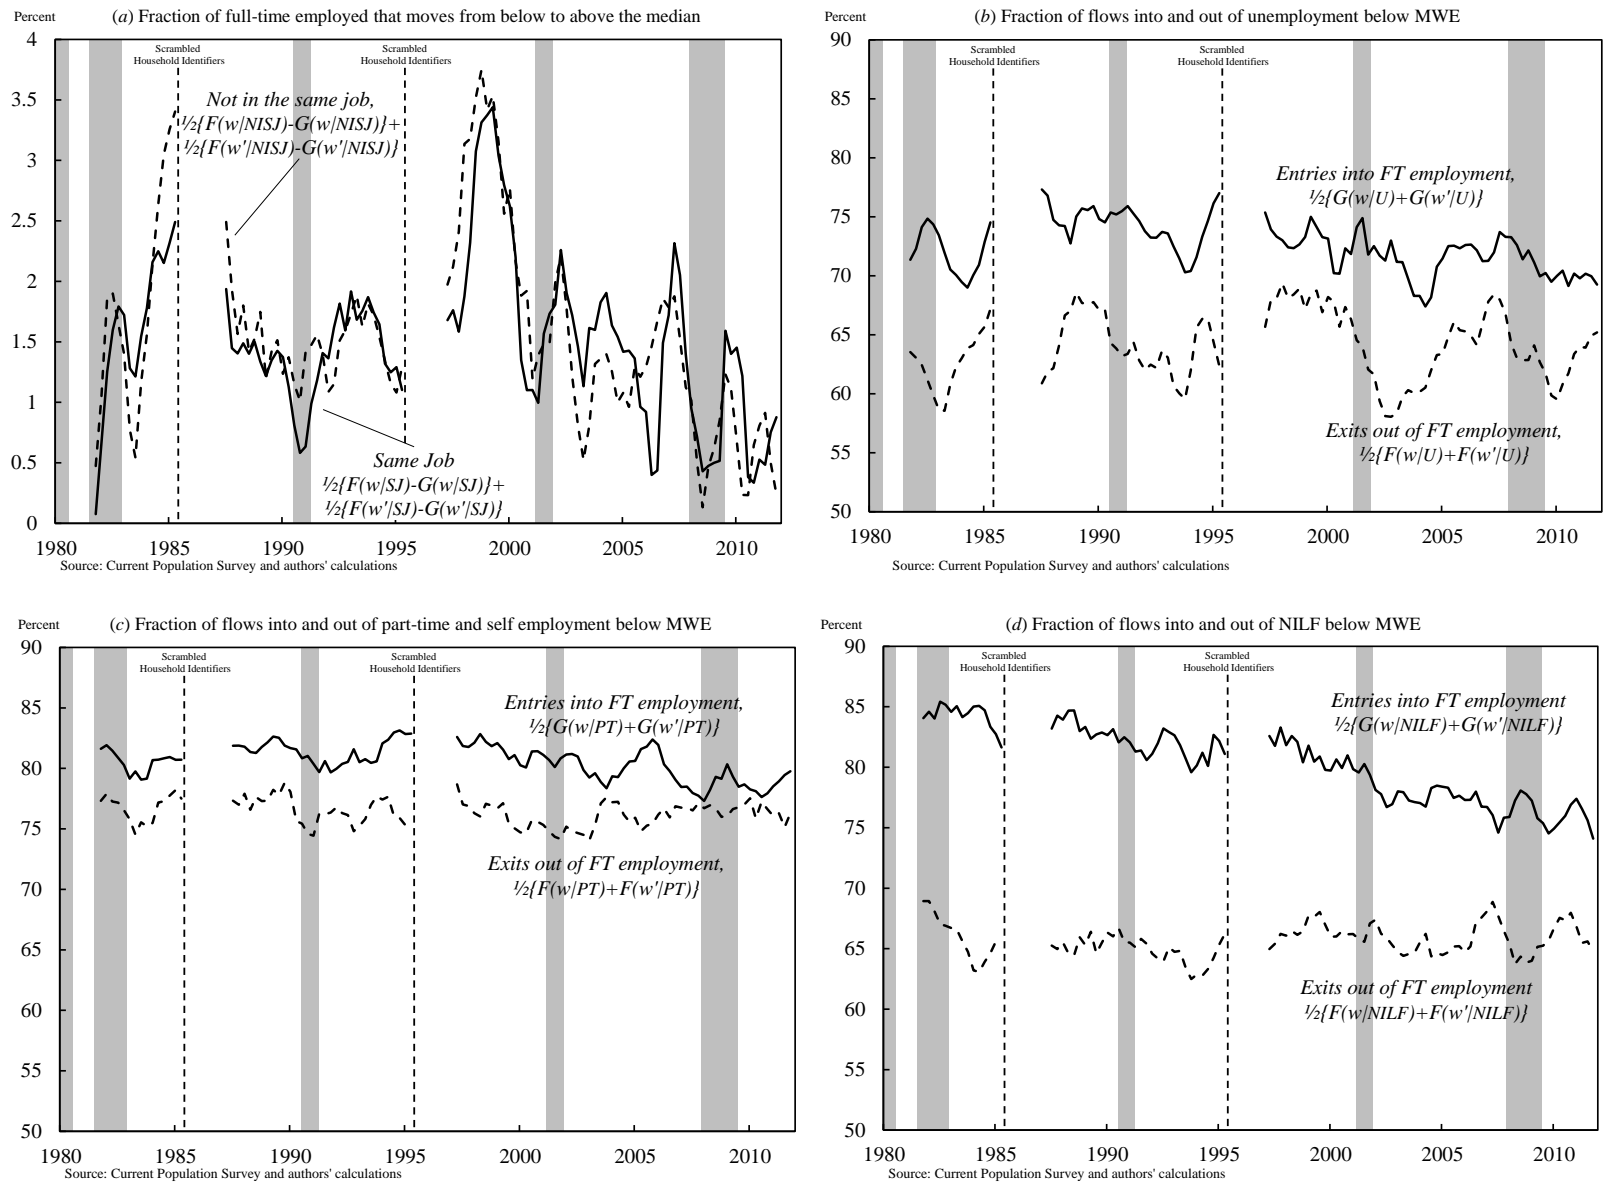 Percent
(a) Fraction of full-time employed that moves from below to above the median
4
3.5
3
2.5
2
1.5
1
0.5
0
Scrambled
Household Identifiers
Scrambled
Household Identifiers
Not in the same job,
½{F(w|NISJ)-G(w|NISJ)}+
½{F(w'|NISJ)-G(w'|NISJ)}
Same Job
½{F(w|SJ)-G(w|SJ)}+
½{F(w'|SJ)-G(w'|SJ)}
1980 1985 1990 1995 2000 2005 2010
Source: Current Population Survey and authors' calculations
Percent
(b) Fraction of flows into and out of unemployment below MWE
90
85
80
75
70
65
60
55
50
Scrambled
Household Identifiers
Scrambled
Household Identifiers
Entries into FT employment,
½{G(w|U)+G(w'|U)}
Exits out of FT employment,
½{F(w|U)+F(w'|U)}
1980 1985 1990 1995 2000 2005 2010
Source: Current Population Survey and authors' calculations
Percent
(c) Fraction of flows into and out of part-time and self employment below MWE
90
85
80
75
70
65
60
55
50
Scrambled
Household Identifiers
Scrambled
Household Identifiers
Entries into FT employment,
½{G(w|PT)+G(w'|PT)}
Exits out of FT employment,
½{F(w|PT)+F(w'|PT)}
1980 1985 1990 1995 2000 2005 2010
Source: Current Population Survey and authors' calculations
Percent
(d) Fraction of flows into and out of NILF below MWE
90
85
80
75
70
65
60
55
50
Scrambled
Household Identifiers
Scrambled
Household Identifiers
Entries into FT employment
½{G(w|NILF)+G(w'|NILF)}
Exits out of FT employment
½{F(w|NILF)+F(w'|NILF)}
1980 1985 1990 1995 2000 2005 2010
Source: Current Population Survey and authors' calculations